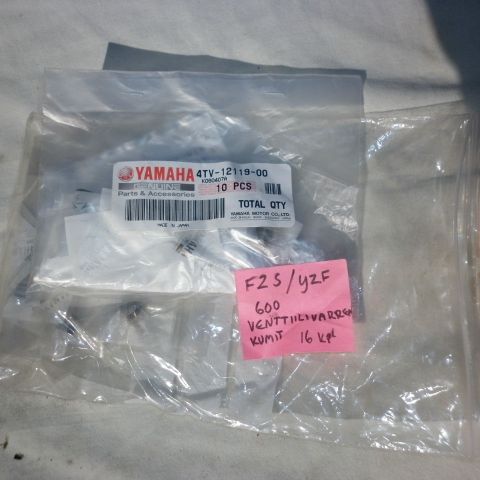 YAMAHA
GENUINE
Parts & Accessories
4TV-12119-00
K060407R
10 PCS
TOTAL QTY
YAMAHA MOTOR CO.,LTD.
MADE IN JAPAN
FZS/YZF
600
VENTTIILIVARREN
KUMIT 16 Kpl